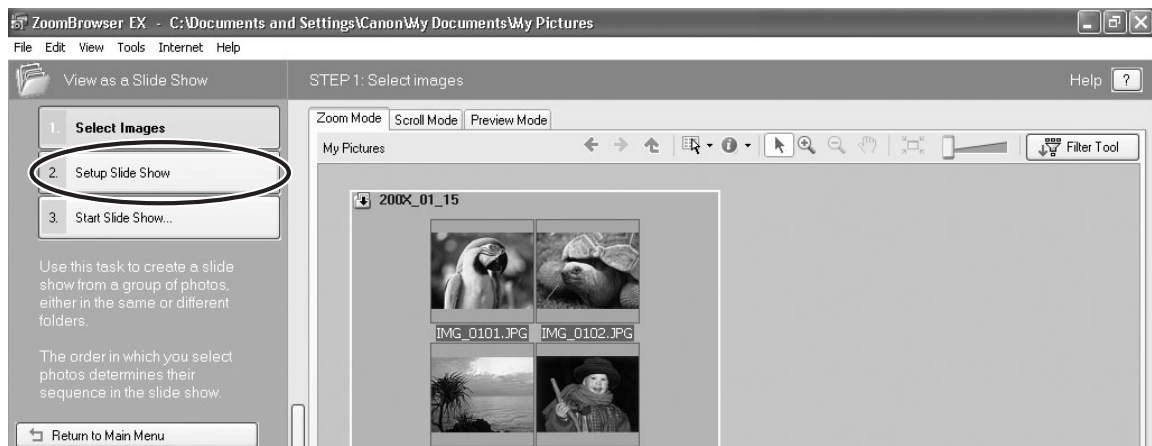 ZoomBrowser EX - C:\Documents and Settings\Canon\My Documents\My Pictures
File Edit View Tools Internet Help
View as a Slide Show
STEP 1: Select images
Help ?
1. Select Images
2. Setup Slide Show
3. Start Slide Show...
Use this task to create a slide
show from a group of photos,
either in the same or different
folders.
The order in which you select
photos determines their
sequence in the slide show.
Return to Main Menu
Zoom Mode Scroll Mode Preview Mode
My Pictures
Filter Tool
200X_01_15
IMG_0101.JPG IMG_0102.JPG